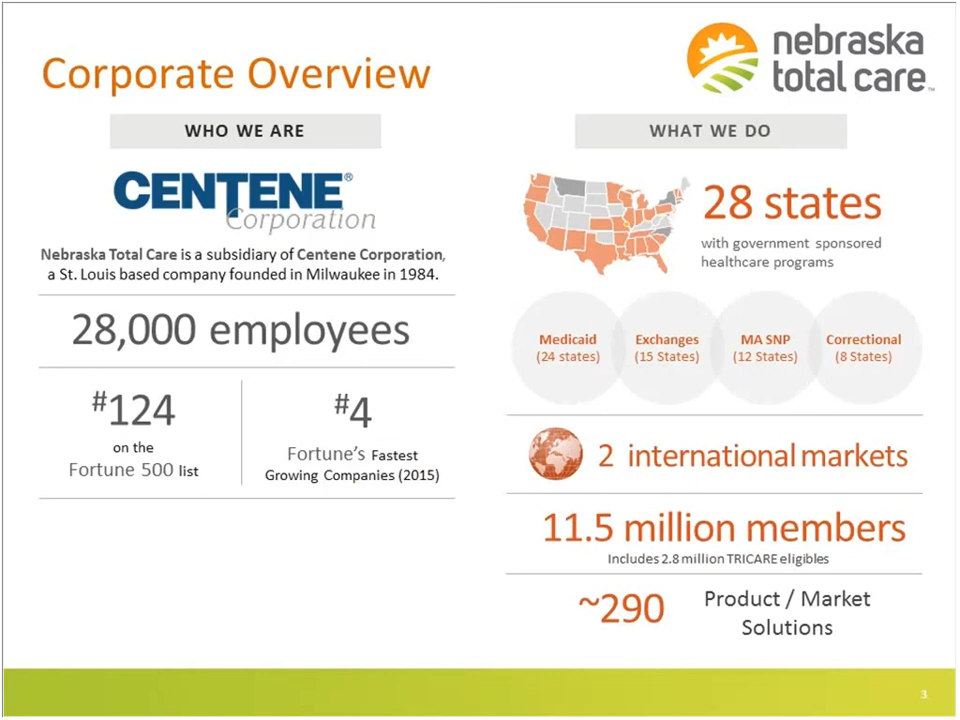 Corporate Overview
nebraska
total care™
WHO WE ARE
CENTENE®
Corporation
Nebraska Total Care is a subsidiary of Centene Corporation,
a St. Louis based company founded in Milwaukee in 1984.
28,000 employees
#124
on the
Fortune 500 list
#4
Fortune's Fastest
Growing Companies (2015)
WHAT WE DO
28 states
with government sponsored
healthcare programs
Medicaid
(24 states)
Exchanges
(15 States)
MA SNP
(12 States)
Correctional
(8 States)
2 international markets
11.5 million members
Includes 2.8 million TRICARE eligibles
~290
Product / Market
Solutions
3